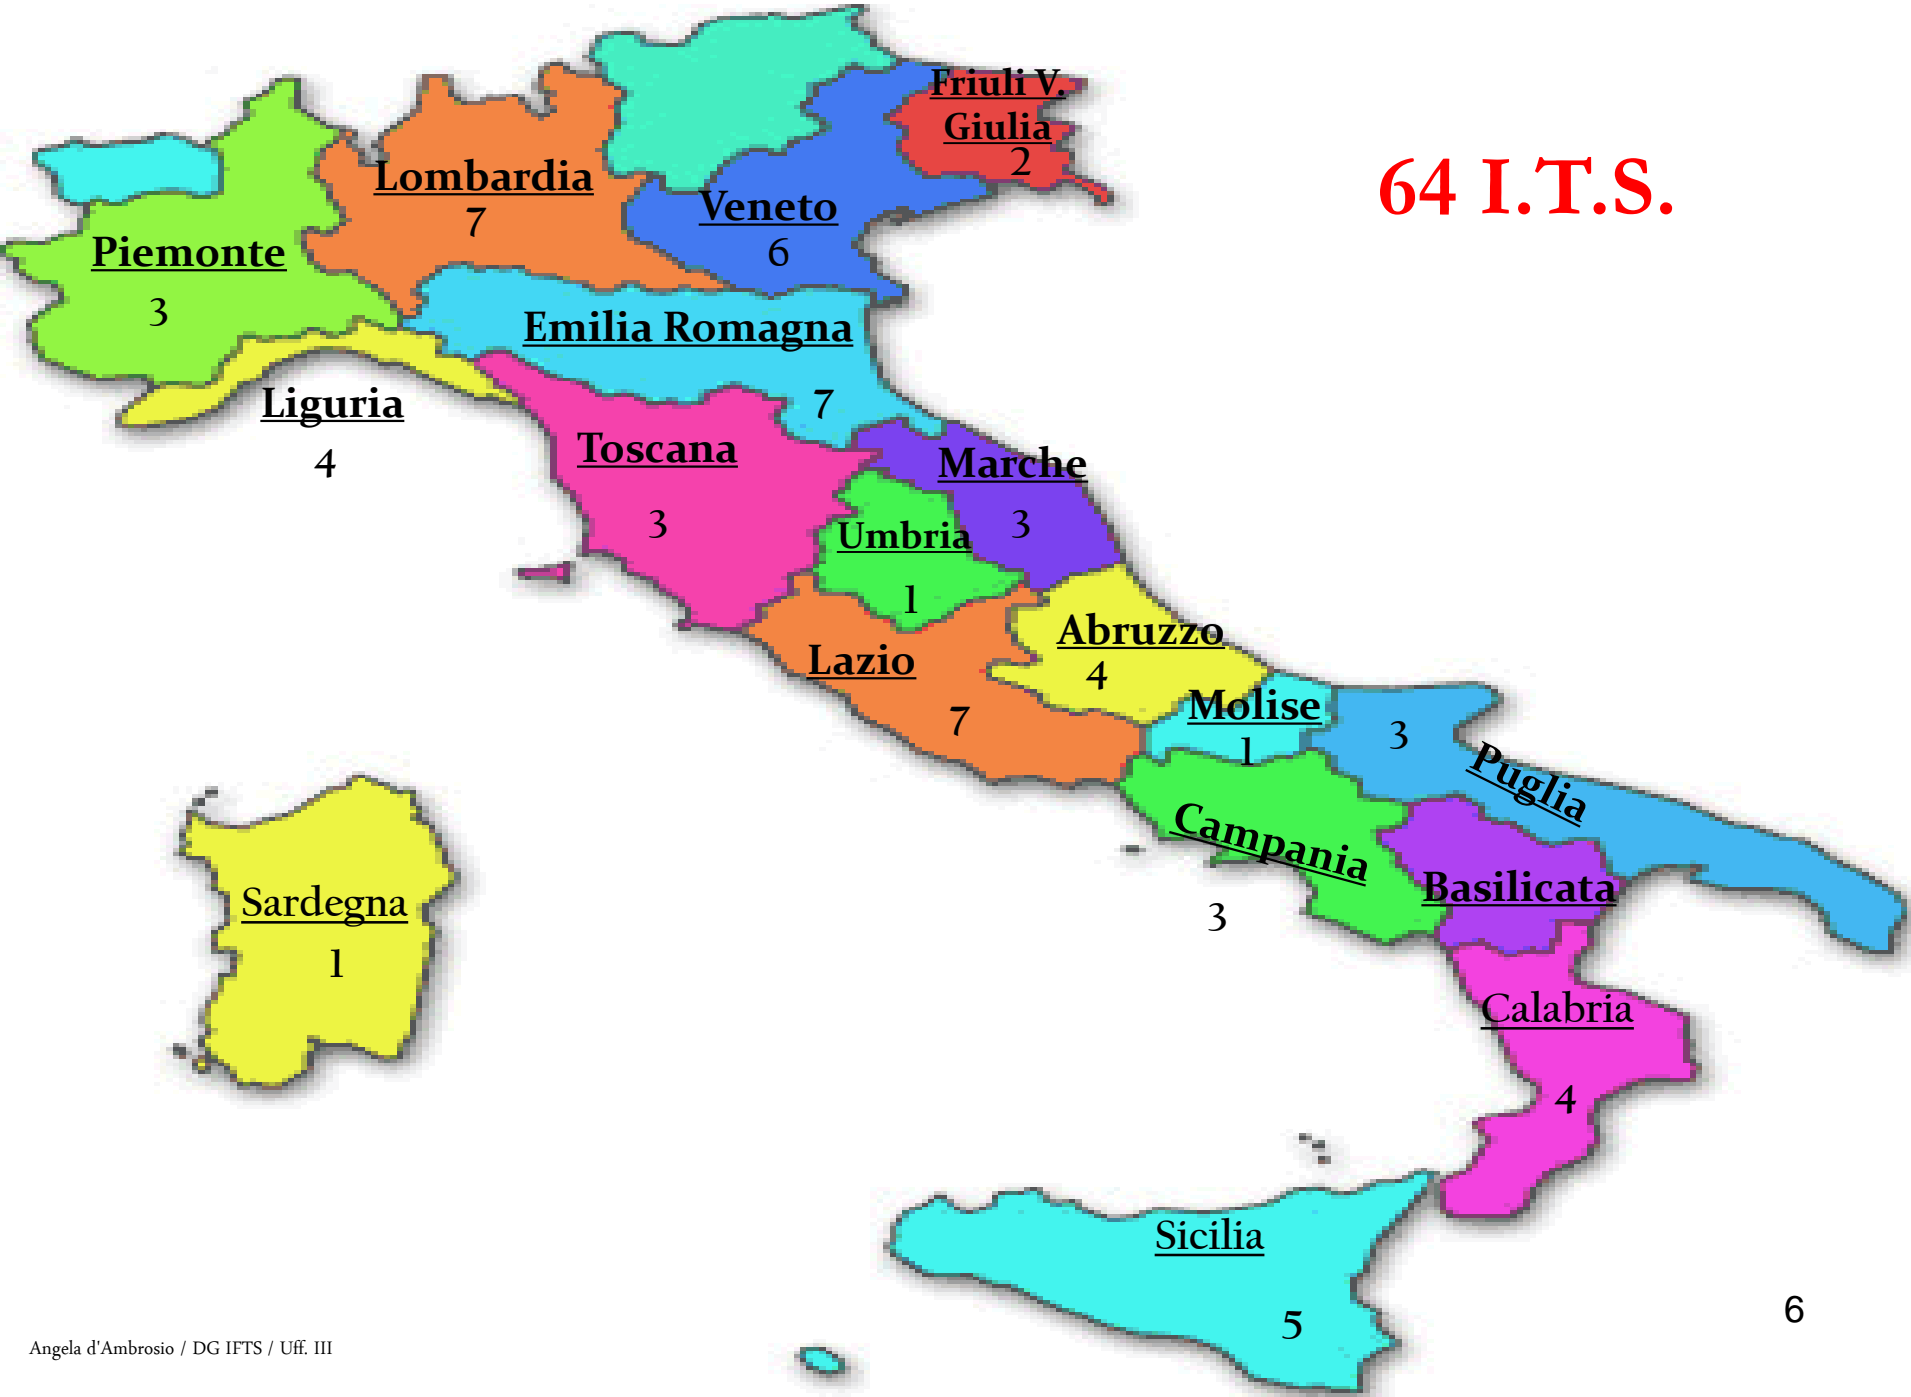 Friuli V.
Giulia
2
64 I.T.S.
Lombardia
7
Veneto
6
Piemonte
3
Emilia Romagna
7
Liguria
4
Toscana
3
Marche
3
Umbria
1
Abruzzo
4
Lazio
7
Molise
1
3
Puglia
Campania
3
Basilicata
Sardegna
1
Calabria
4
Sicilia
5
6
Angela d'Ambrosio / DG IFTS / Uff. III